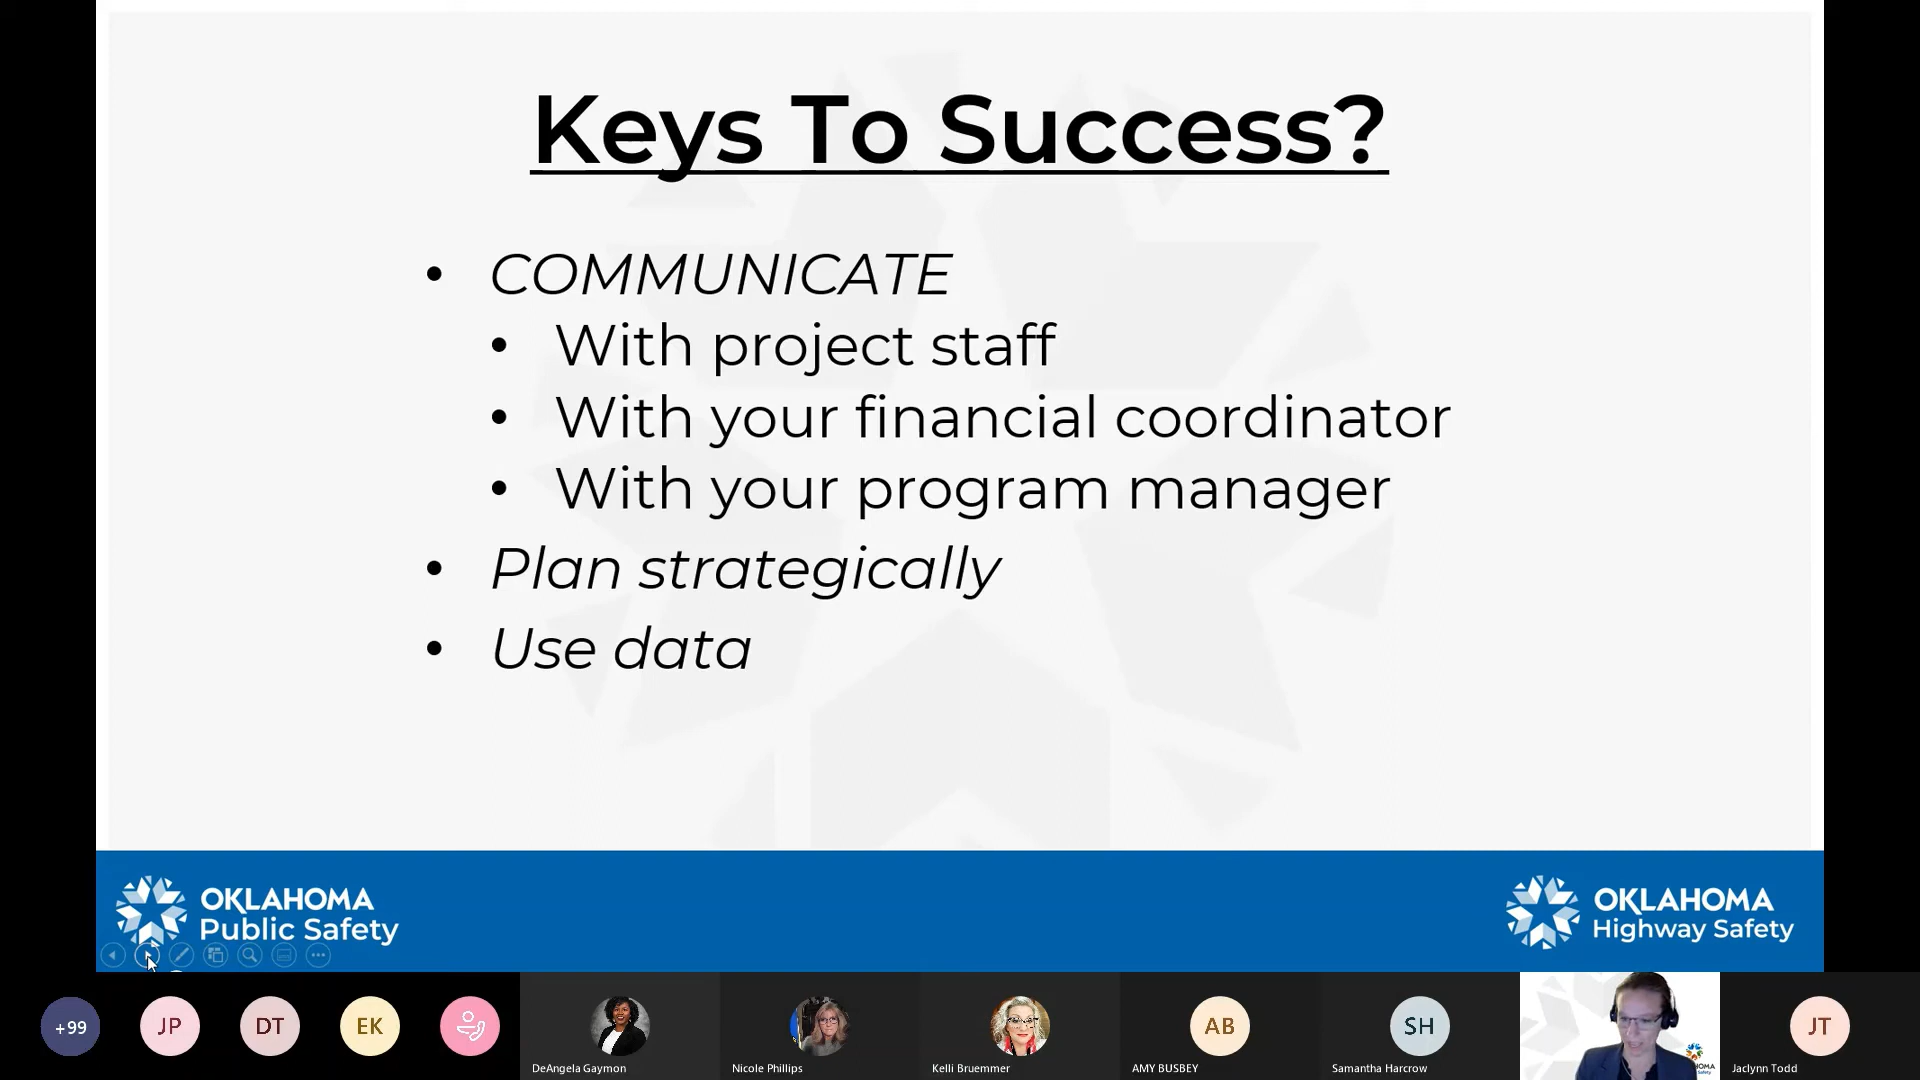 Keys To Success?
• COMMUNICATE
• With project staff
• With your financial coordinator
• With your program manager
• Plan strategically
• Use data
OKLAHOMA
Public Safety
OKLAHOMA
Highway Safety
+99
JP
DT
EK
DeAngela Gaymon
Nicole Phillips
Kelli Bruemmer
AB
AMY BUSBEY
SH
Samantha Harcrow
JT
Jaclynn Todd